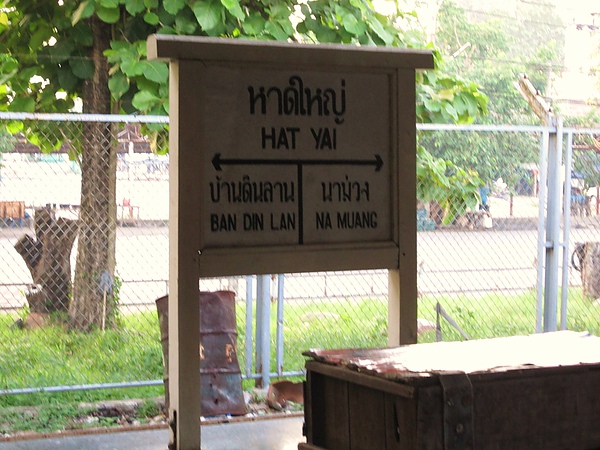 หาดใหญ่
HAT YAI
บ้านดินลาน นาม่วง
BAN DIN LAN NA MUANG